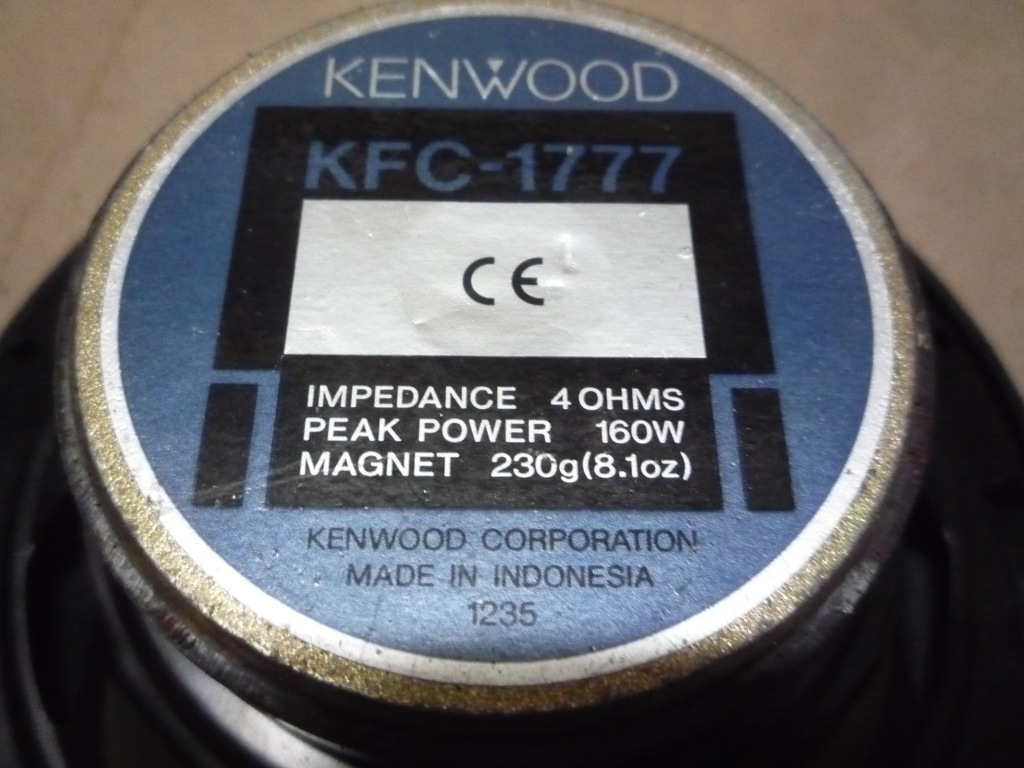 KENWOOD
KFC-1777
CE
IMPEDANCE 4 OHMS
PEAK POWER 160W
MAGNET 230g(8.1oz)
KENWOOD CORPORATION
MADE IN INDONESIA
1235